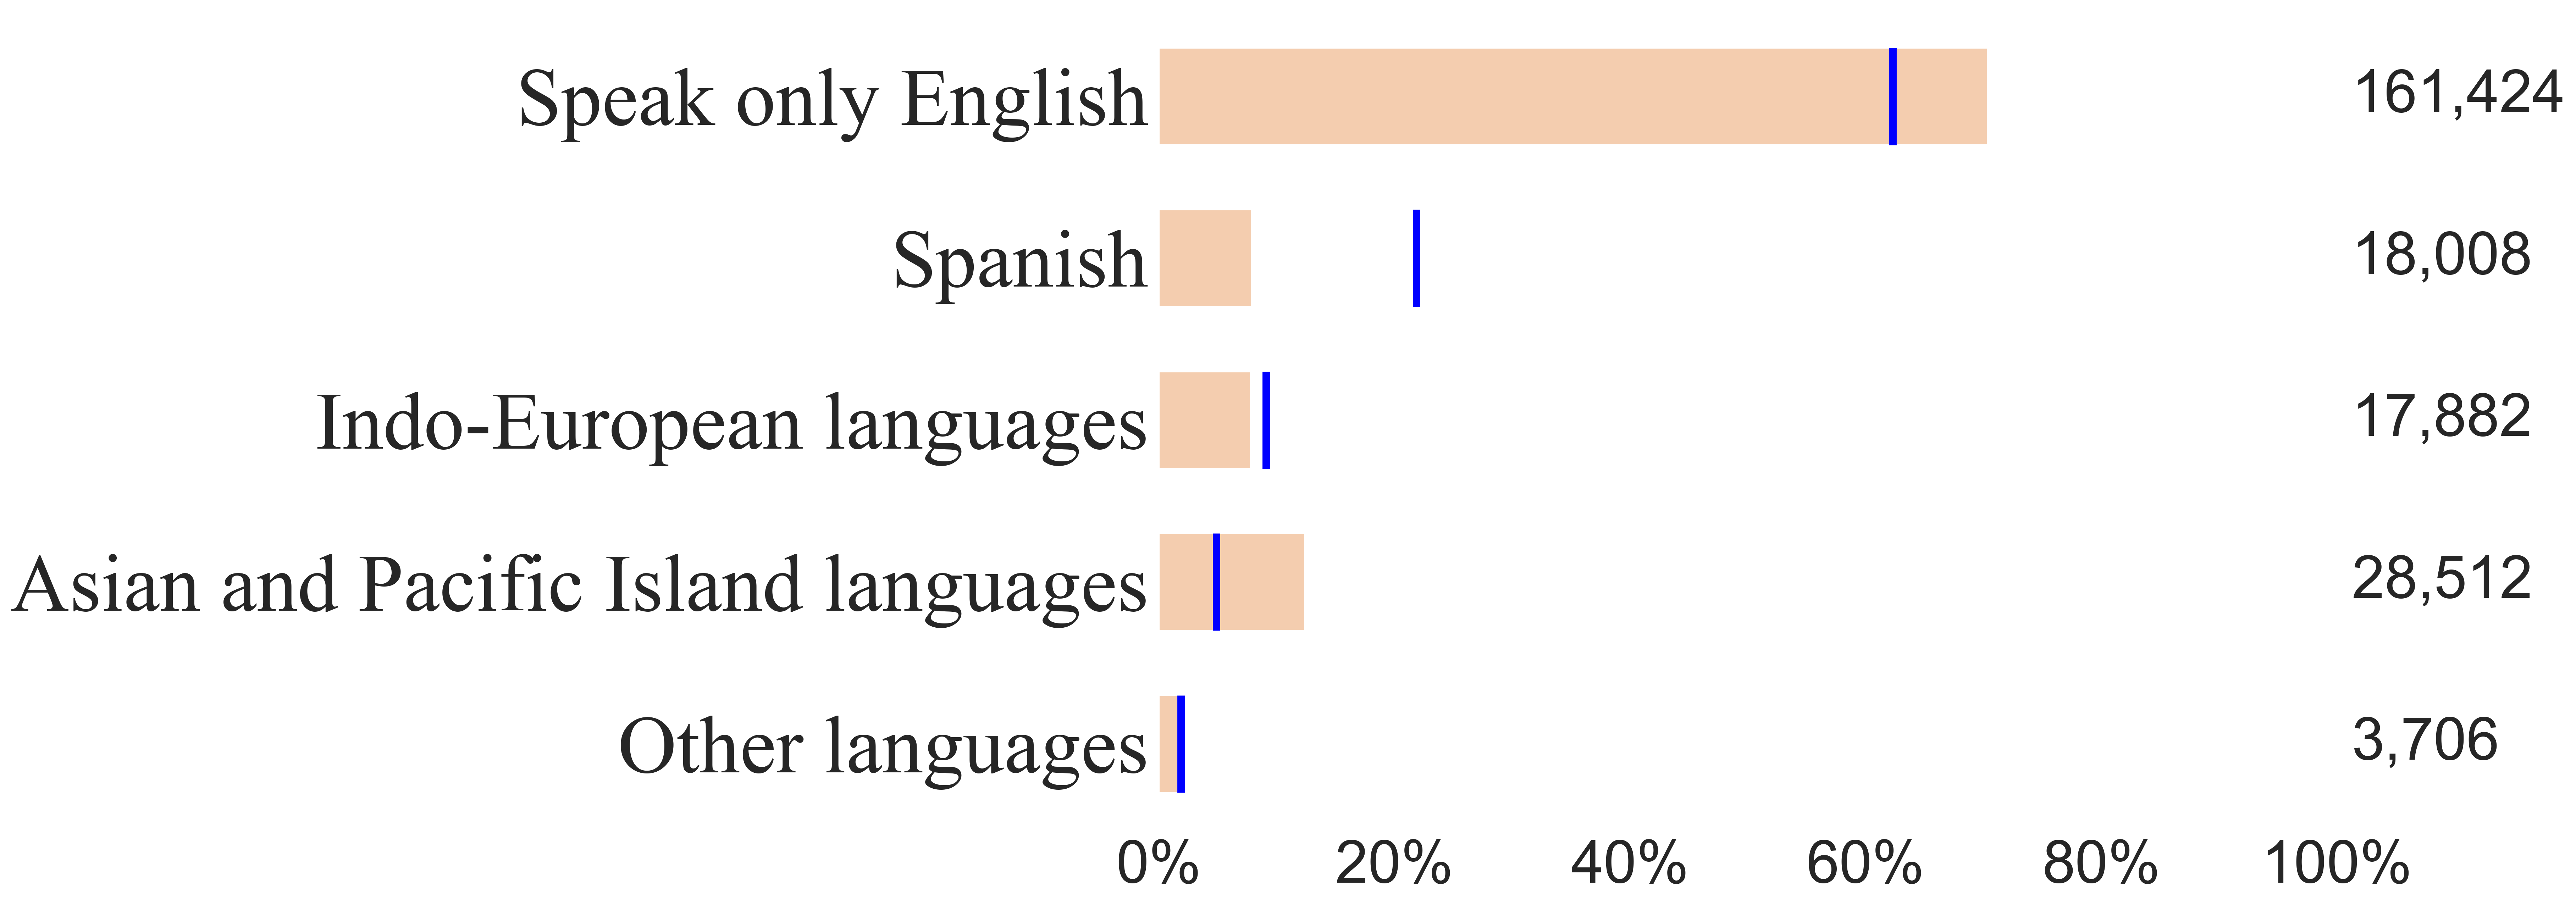 Speak only English 161,424
Spanish 18,008
Indo-European languages 17,882
Asian and Pacific Island languages 28,512
Other languages 3,706
0% 20% 40% 60% 80% 100%